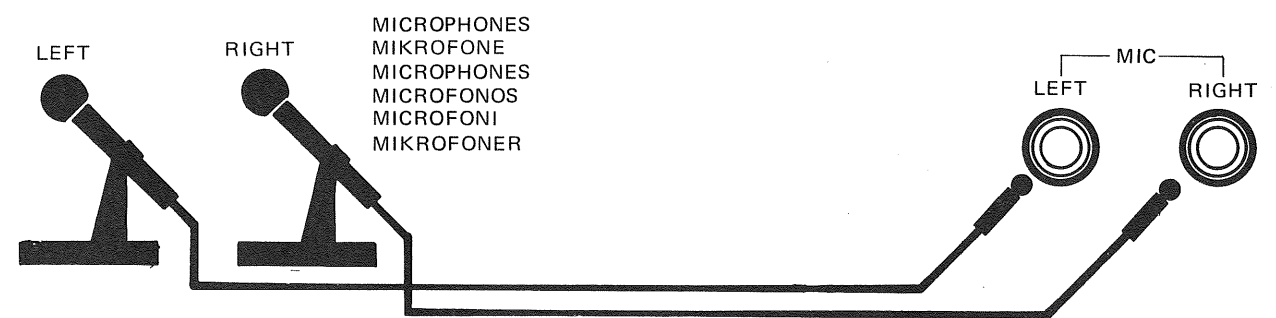 LEFT
RIGHT
MICROPHONES
MIKROFONE
MICROPHONES
MICROFONOS
MICROFONI
MIKROFONER
MIC
LEFT
RIGHT